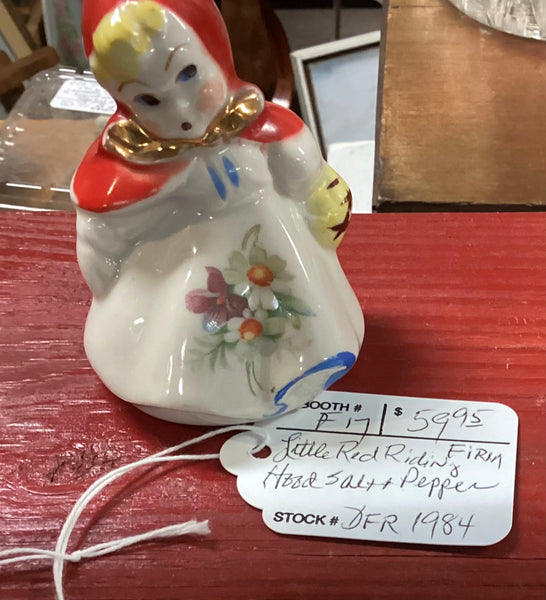 BOOTH # F17 $ 5995
Little Red Riding FIRM
Hood Salt & Pepper
STOCK # DFR 1984